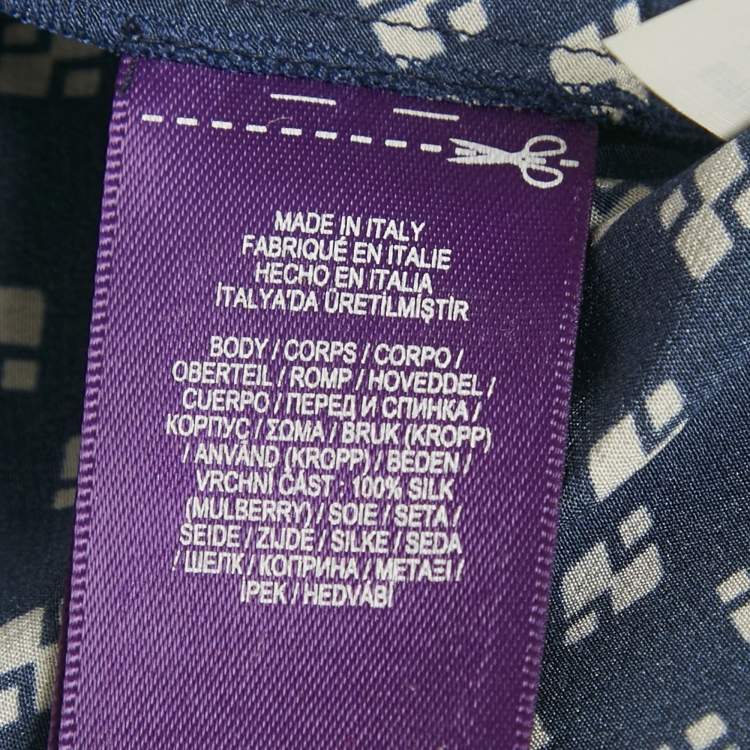 MADE IN ITALY
FABRIQUÉ EN ITALIE
HECHO EN ITALIA
İTALYA'DA ÜRETİLMİŞTİR
BODY / CORPS / CORPO /
OBERTEIL / ROMP / HOVEDDEL /
CUERPO / ПЕРЕД И СПИНКА /
КОРПУС / ΣΩΜΑ / BRUK (KROPP)
/ ANVÄND (KROPP) / BEDEN /
VRCHNÍ ČÁST : 100% SILK
(MULBERRY) / SOIE / SETA /
SEIDE / ZIJDE / SILKE / SEDA
/ ШЕЛК / КОПРИНА / ΜΕΤΑΞΙ /
İPEK / HEDVÁBÍ